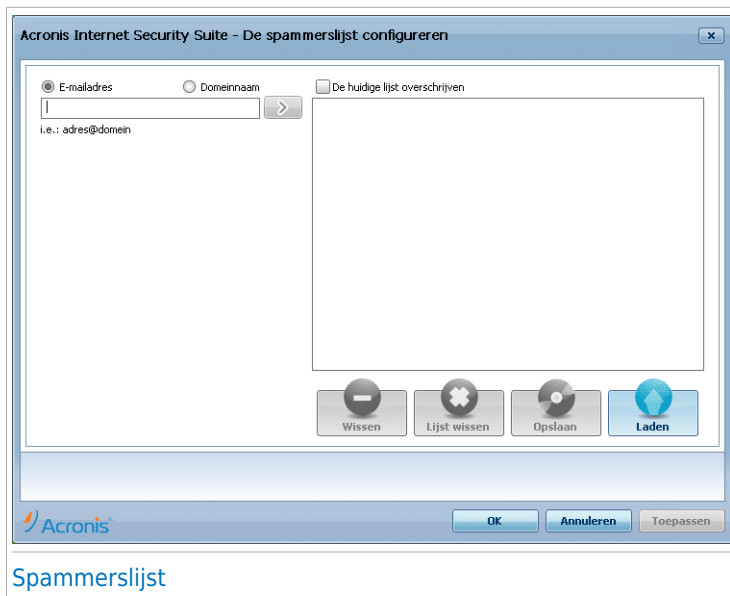 Acronis Internet Security Suite - De spammerslijst configureren
E-mailadres
Domeinnaam
De huidige lijst overschrijven
i.e.: adres@domein
Wissen
Lijst wissen
Opslaan
Laden
Acronis
OK
Annuleren
Toepassen
Spammerslijst